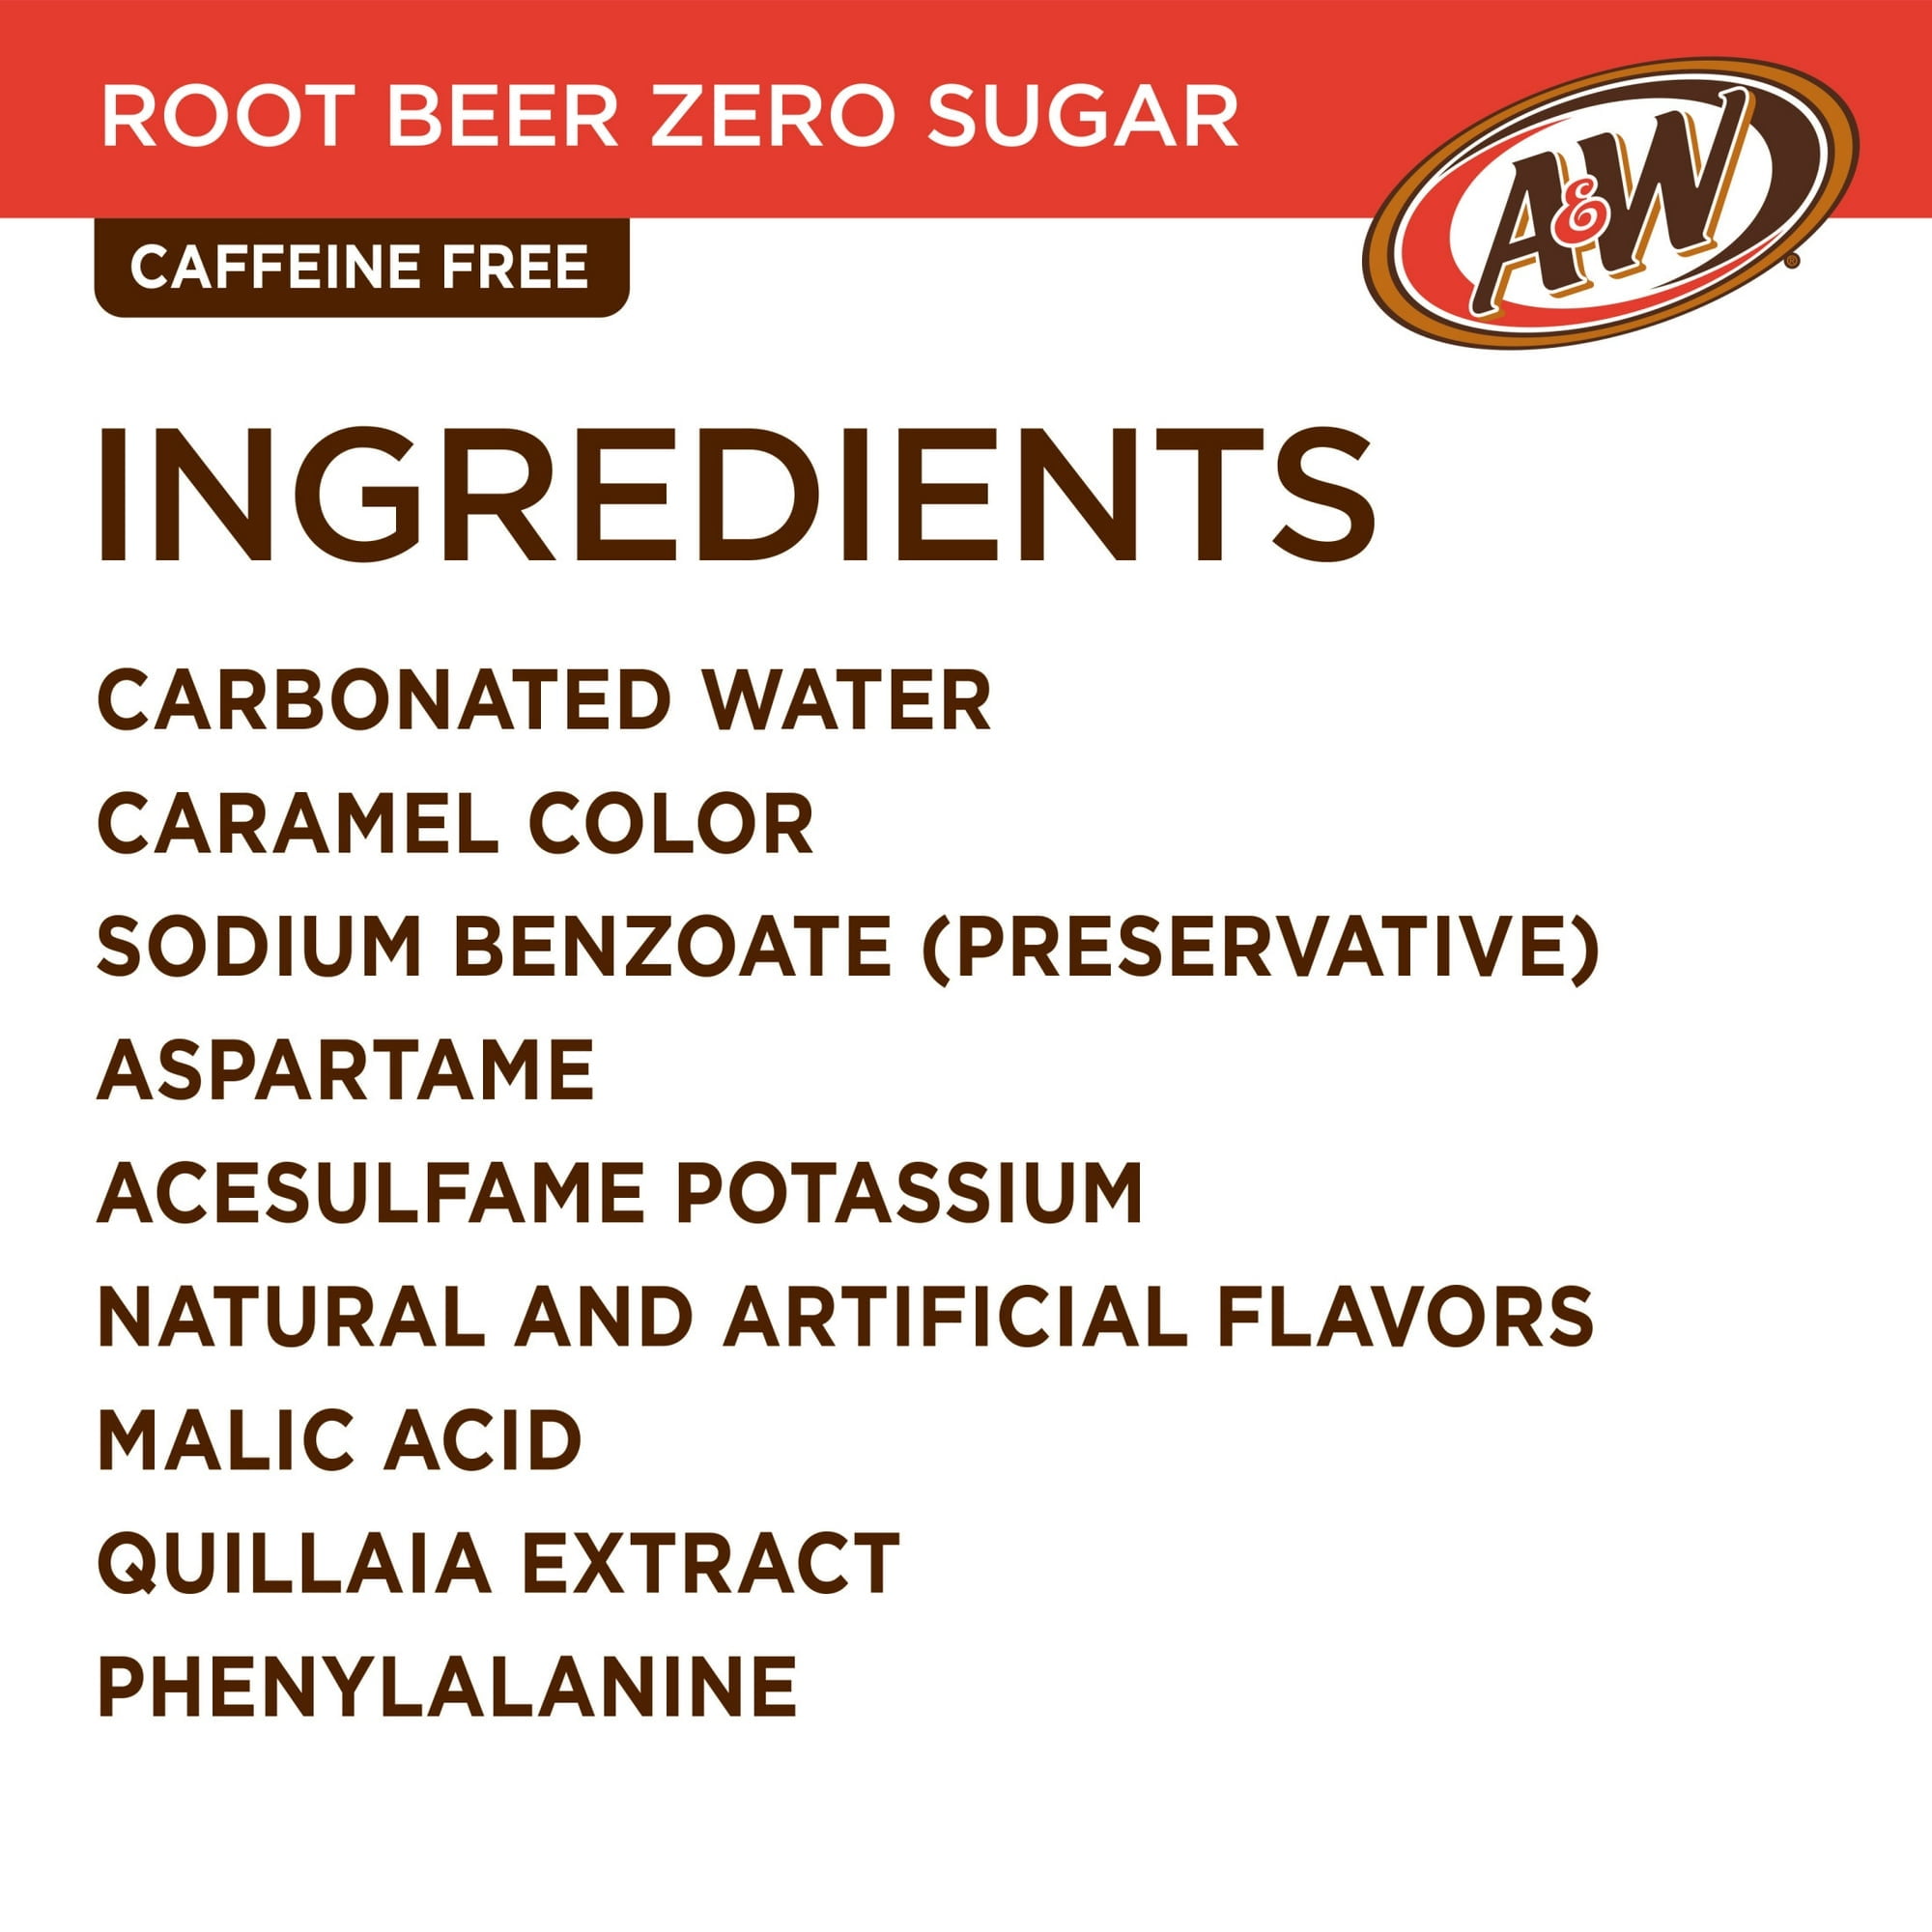 ROOT BEER ZERO SUGAR
A&W
®
CAFFEINE FREE
INGREDIENTS
CARBONATED WATER
CARAMEL COLOR
SODIUM BENZOATE (PRESERVATIVE)
ASPARTAME
ACESULFAME POTASSIUM
NATURAL AND ARTIFICIAL FLAVORS
MALIC ACID
QUILLAIA EXTRACT
PHENYLALANINE